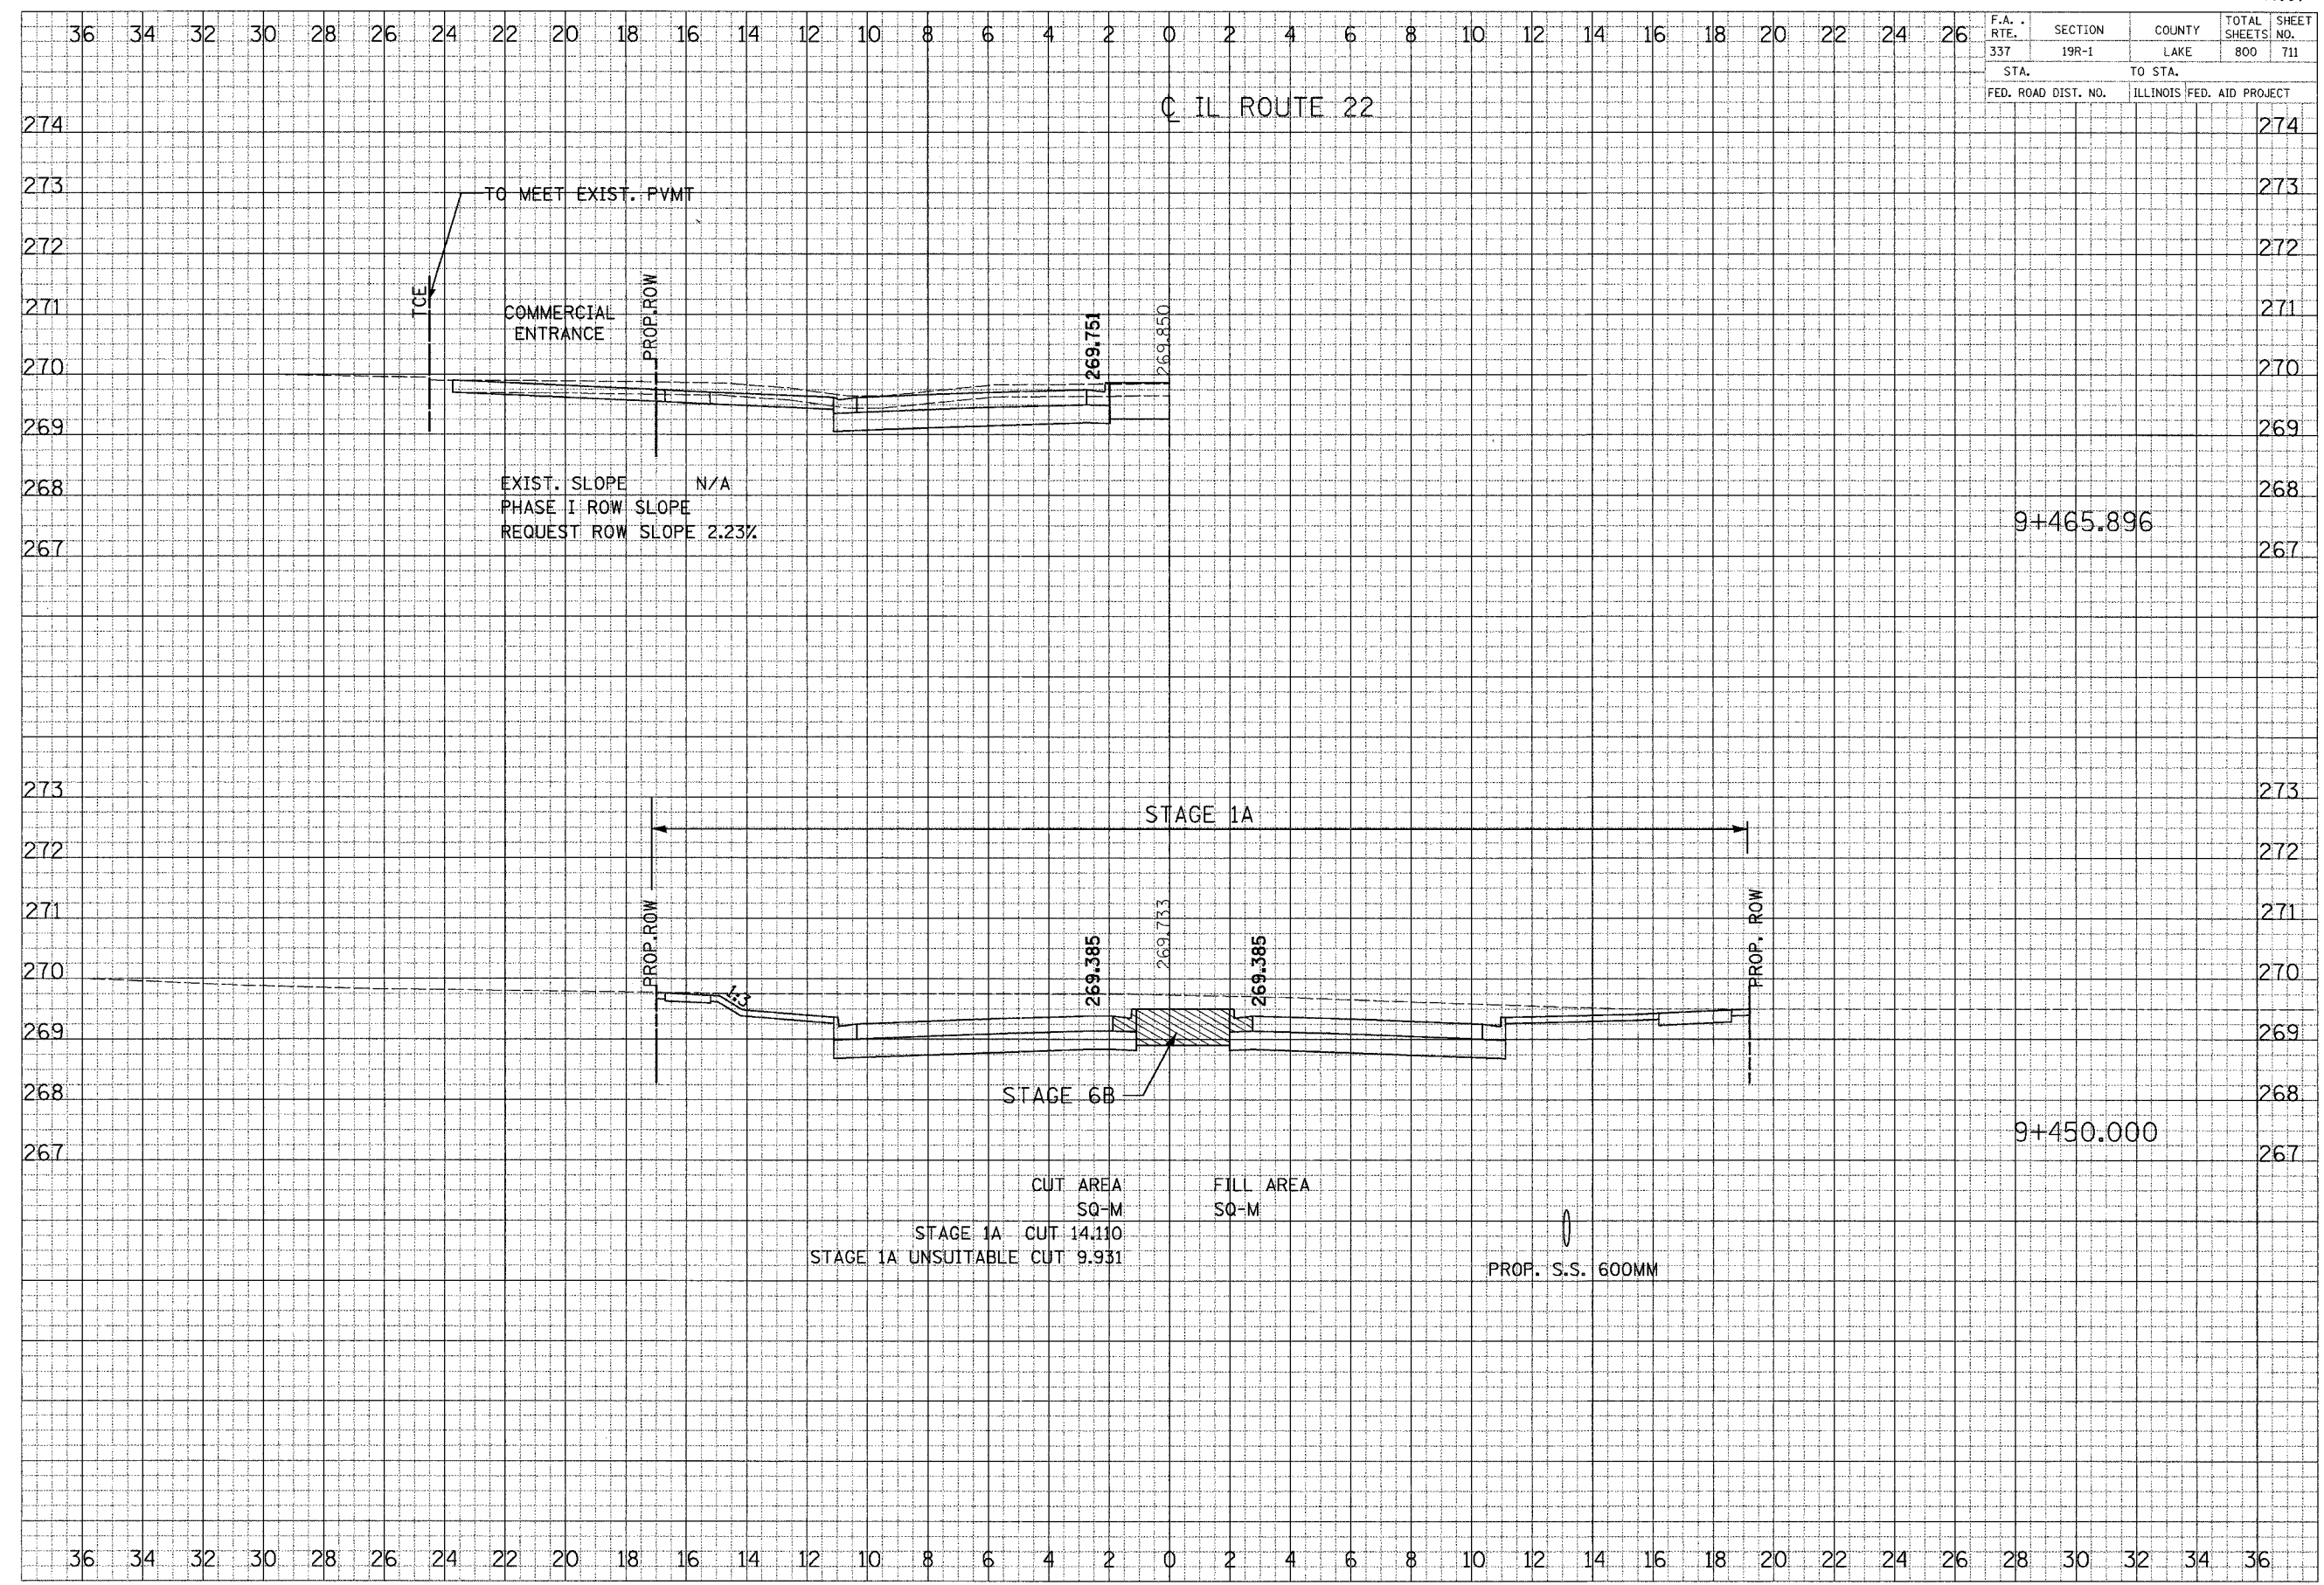 36 34 32 30 28 26 24 22 20 18 16 14 12 10 8 6 4 2 0 2 4 6 8 10 12 14 16 18 20 22 24 26
F.A. . RTE. SECTION COUNTY TOTAL SHEETS SHEET NO.
337 19R-1 LAKE 800 711
STA. TO STA.
FED. ROAD DIST. NO. ILLINOIS FED. AID PROJECT
℄ IL ROUTE 22
274 274
273 273
TO MEET EXIST. PVMT
272 272
TCE
PROP.ROW
271 271
COMMERCIAL
ENTRANCE
269.751
269.850
270 270
269 269
EXIST. SLOPE N/A
268 268
PHASE I ROW SLOPE
REQUEST ROW SLOPE 2.23%
9+465.896
267 267
273 273
STAGE 1A
272 272
271 271
PROP.ROW
269.385
269.733
269.385
PROP. ROW
270 270
1:3
269 269
STAGE 6B
268 268
9+450.000
267 267
CUT AREA FILL AREA
SQ-M SQ-M
STAGE 1A CUT 14.110
STAGE 1A UNSUITABLE CUT 9.931
PROP. S.S. 600MM
36 34 32 30 28 26 24 22 20 18 16 14 12 10 8 6 4 2 0 2 4 6 8 10 12 14 16 18 20 22 24 26 28 30 32 34 36